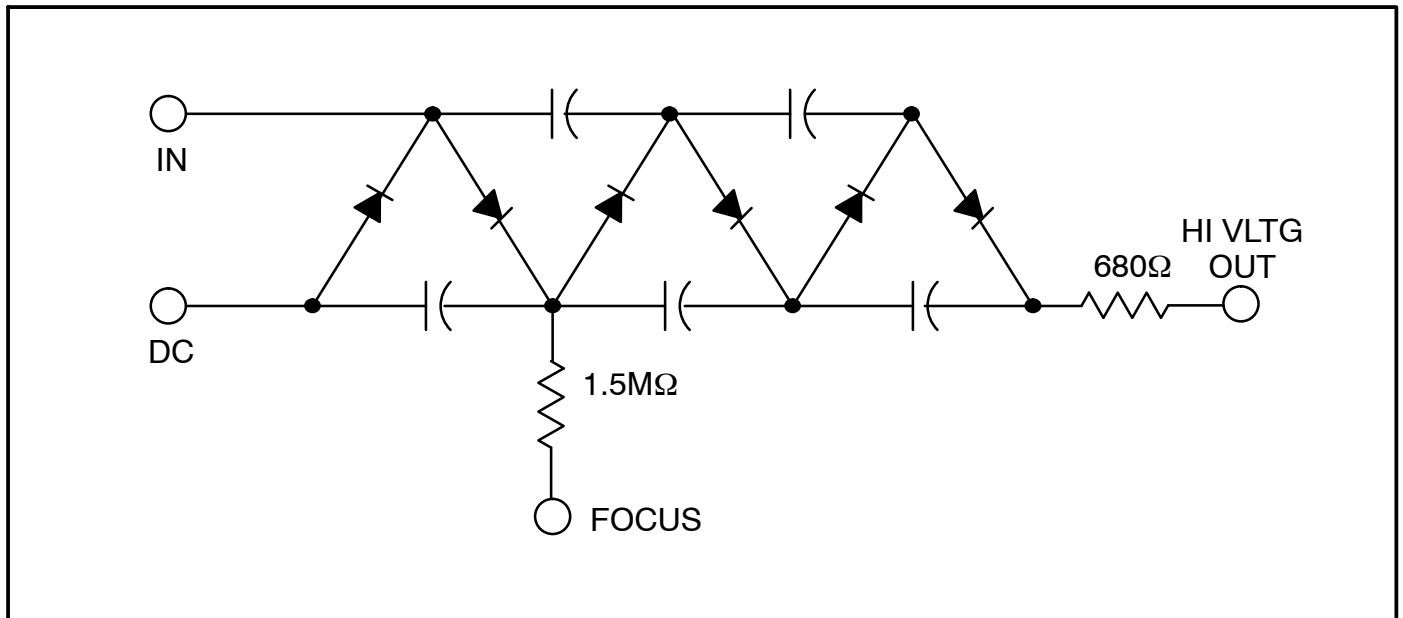 IN
HI VLTG
OUT
680Ω
DC
1.5MΩ
FOCUS